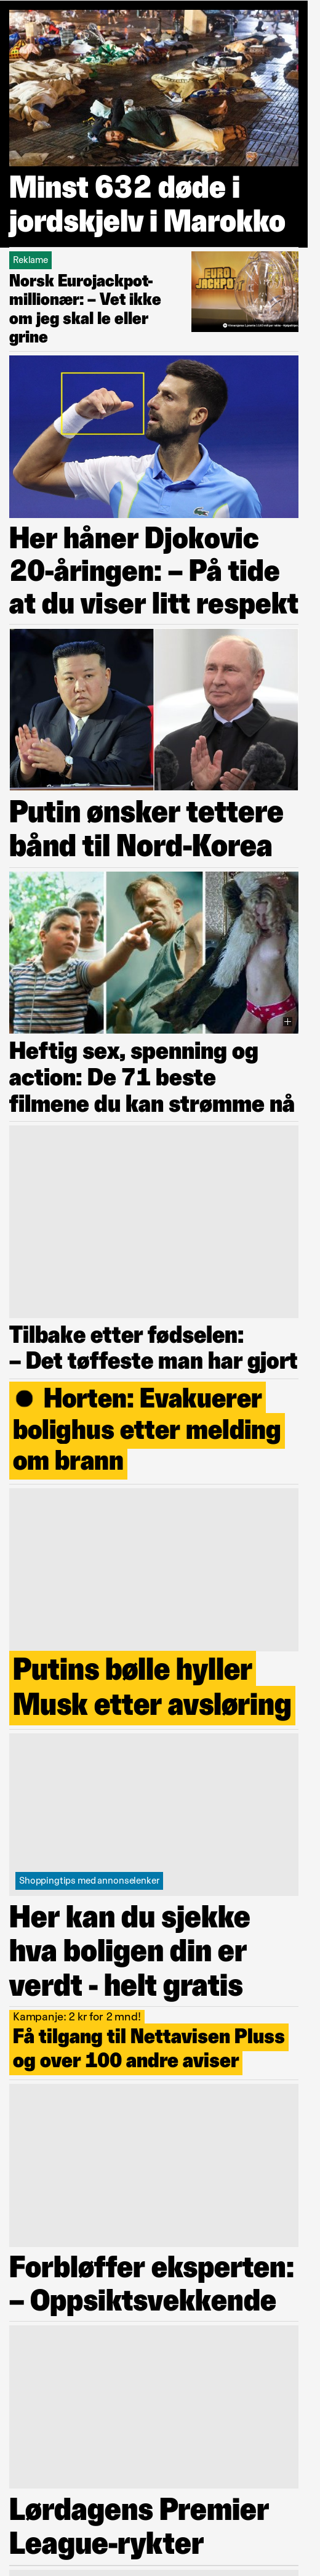 Minst 632 døde i
jordskjelv i Marokko
Reklame
Norsk Eurojackpot-
millionær: – Vet ikke
om jeg skal le eller
grine
EURO
JACKPOT
Her håner Djokovic
20-åringen: – På tide
at du viser litt respekt
Putin ønsker tettere
bånd til Nord-Korea
Heftig sex, spenning og
action: De 71 beste
filmene du kan strømme nå
Tilbake etter fødselen:
– Det tøffeste man har gjort
Horten: Evakuerer
bolighus etter melding
om brann
Putins bølle hyller
Musk etter avsløring
Shoppingtips med annonselenker
Her kan du sjekke
hva boligen din er
verdt - helt gratis
Kampanje: 2 kr for 2 mnd!
Få tilgang til Nettavisen Pluss
og over 100 andre aviser
Forbløffer eksperten:
– Oppsiktsvekkende
Lørdagens Premier
League-rykter